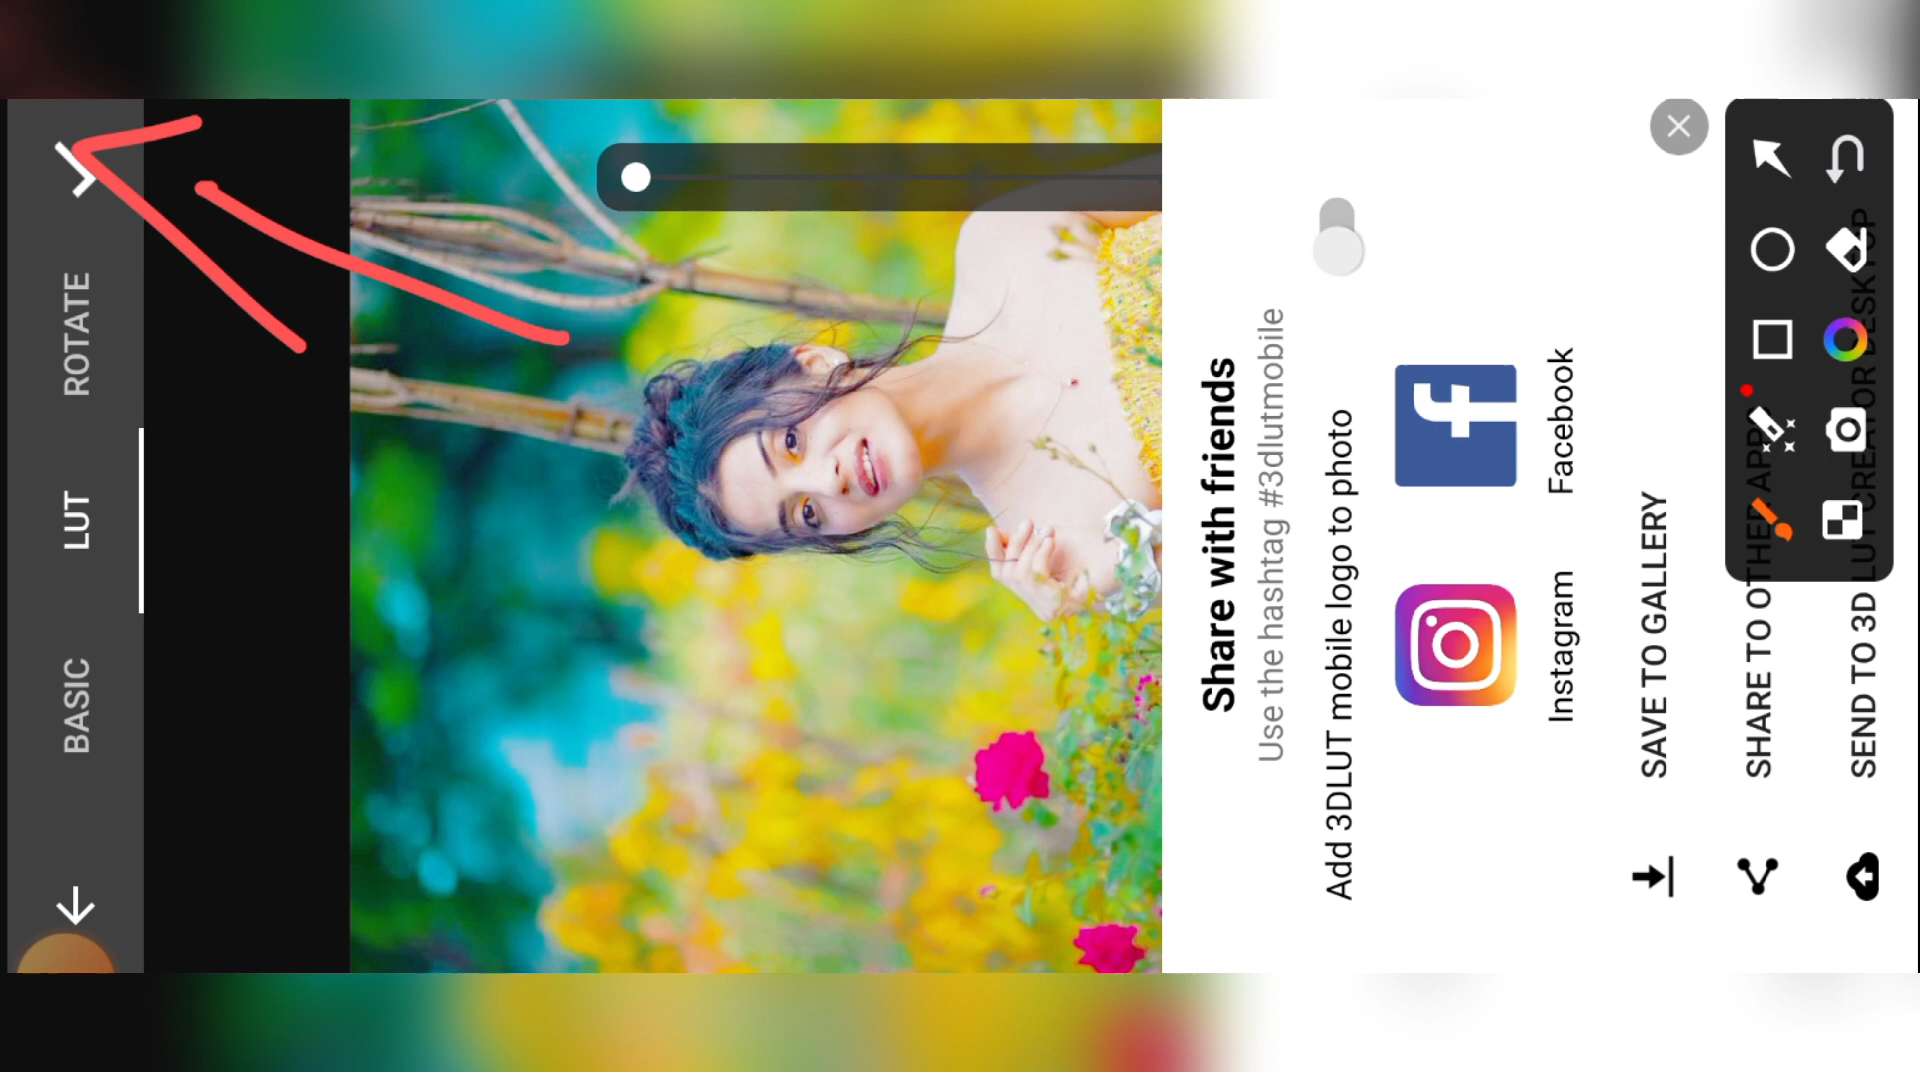 BASIC LUT ROTATE
Share with friends
Use the hashtag #3dlutmobile
Add 3DLUT mobile logo to photo
Instagram Facebook
SAVE TO GALLERY
SHARE TO OTHER APPS
SEND TO 3D LUT CREATOR DESKTOP